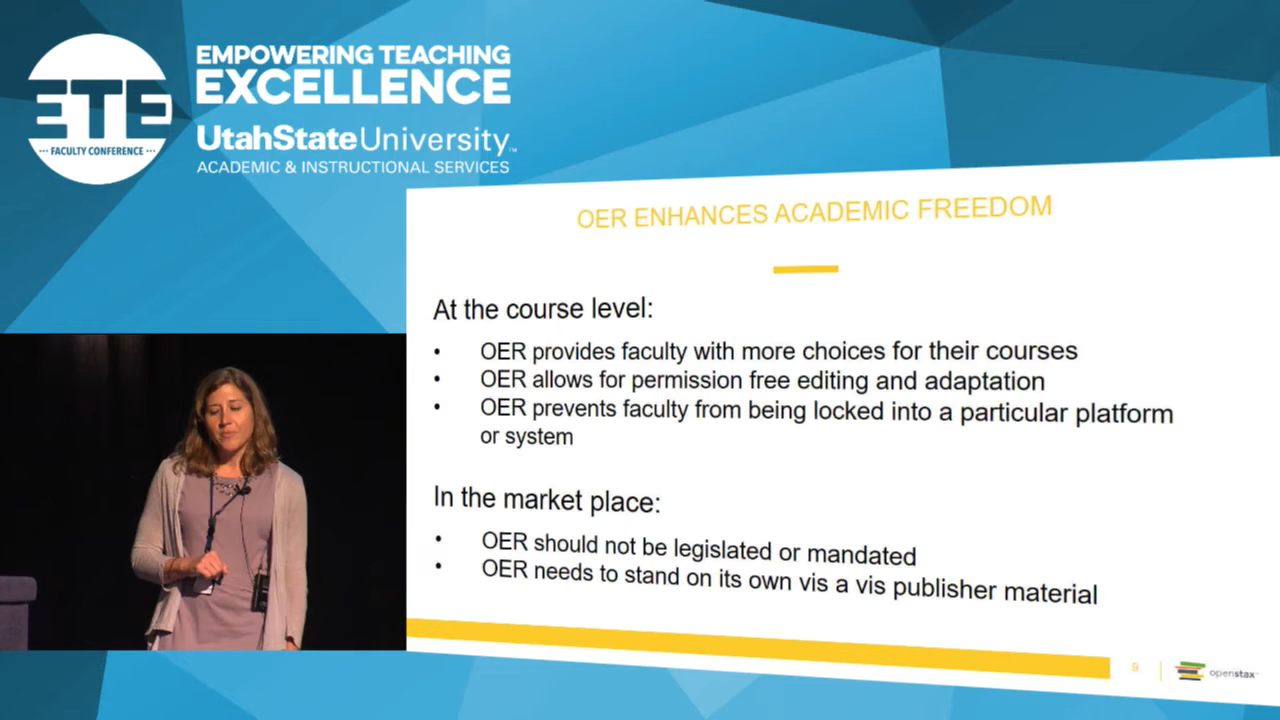 ETE
··· FACULTY CONFERENCE ···
EMPOWERING TEACHING
EXCELLENCE
UtahState University™
ACADEMIC & INSTRUCTIONAL SERVICES
OER ENHANCES ACADEMIC FREEDOM
At the course level:
• OER provides faculty with more choices for their courses
• OER allows for permission free editing and adaptation
• OER prevents faculty from being locked into a particular platform
or system
In the market place:
• OER should not be legislated or mandated
• OER needs to stand on its own vis a vis publisher material
9
openstax™